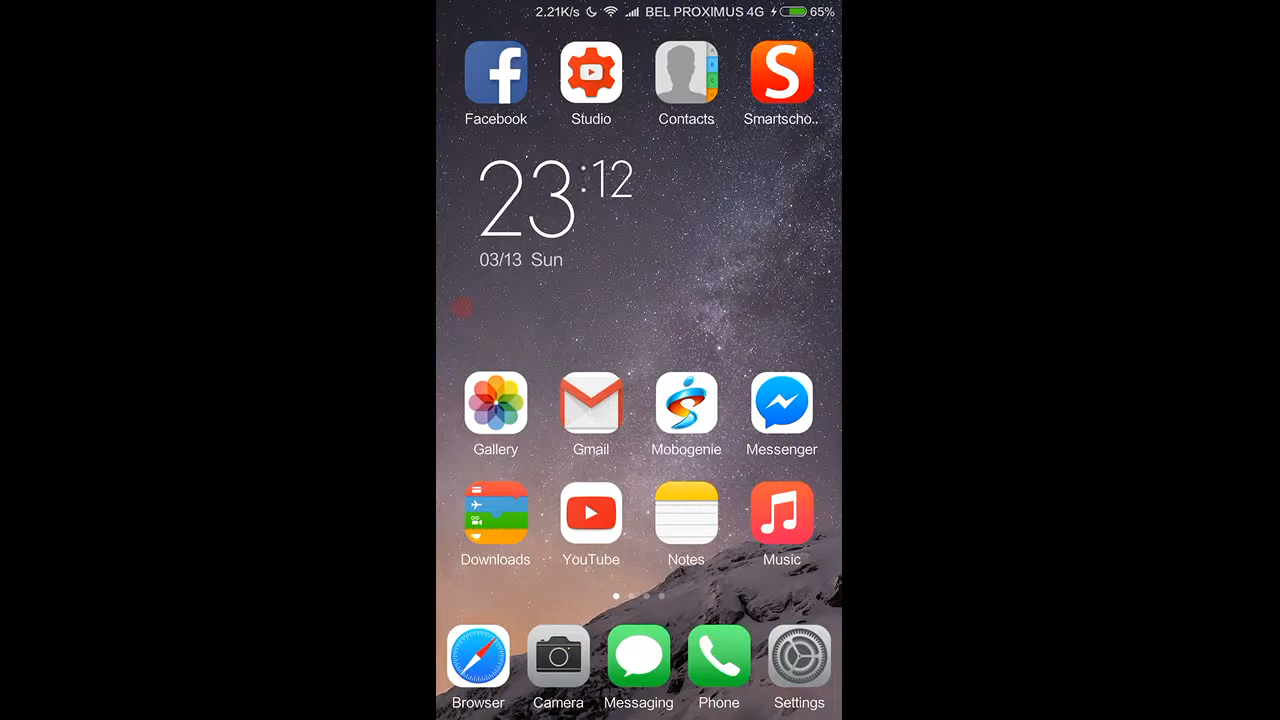 2.21K/s BEL PROXIMUS 4G 65%
Facebook Studio Contacts Smartscho..
23:12
03/13 Sun
Gallery Gmail Mobogenie Messenger
Downloads YouTube Notes Music
Browser Camera Messaging Phone Settings